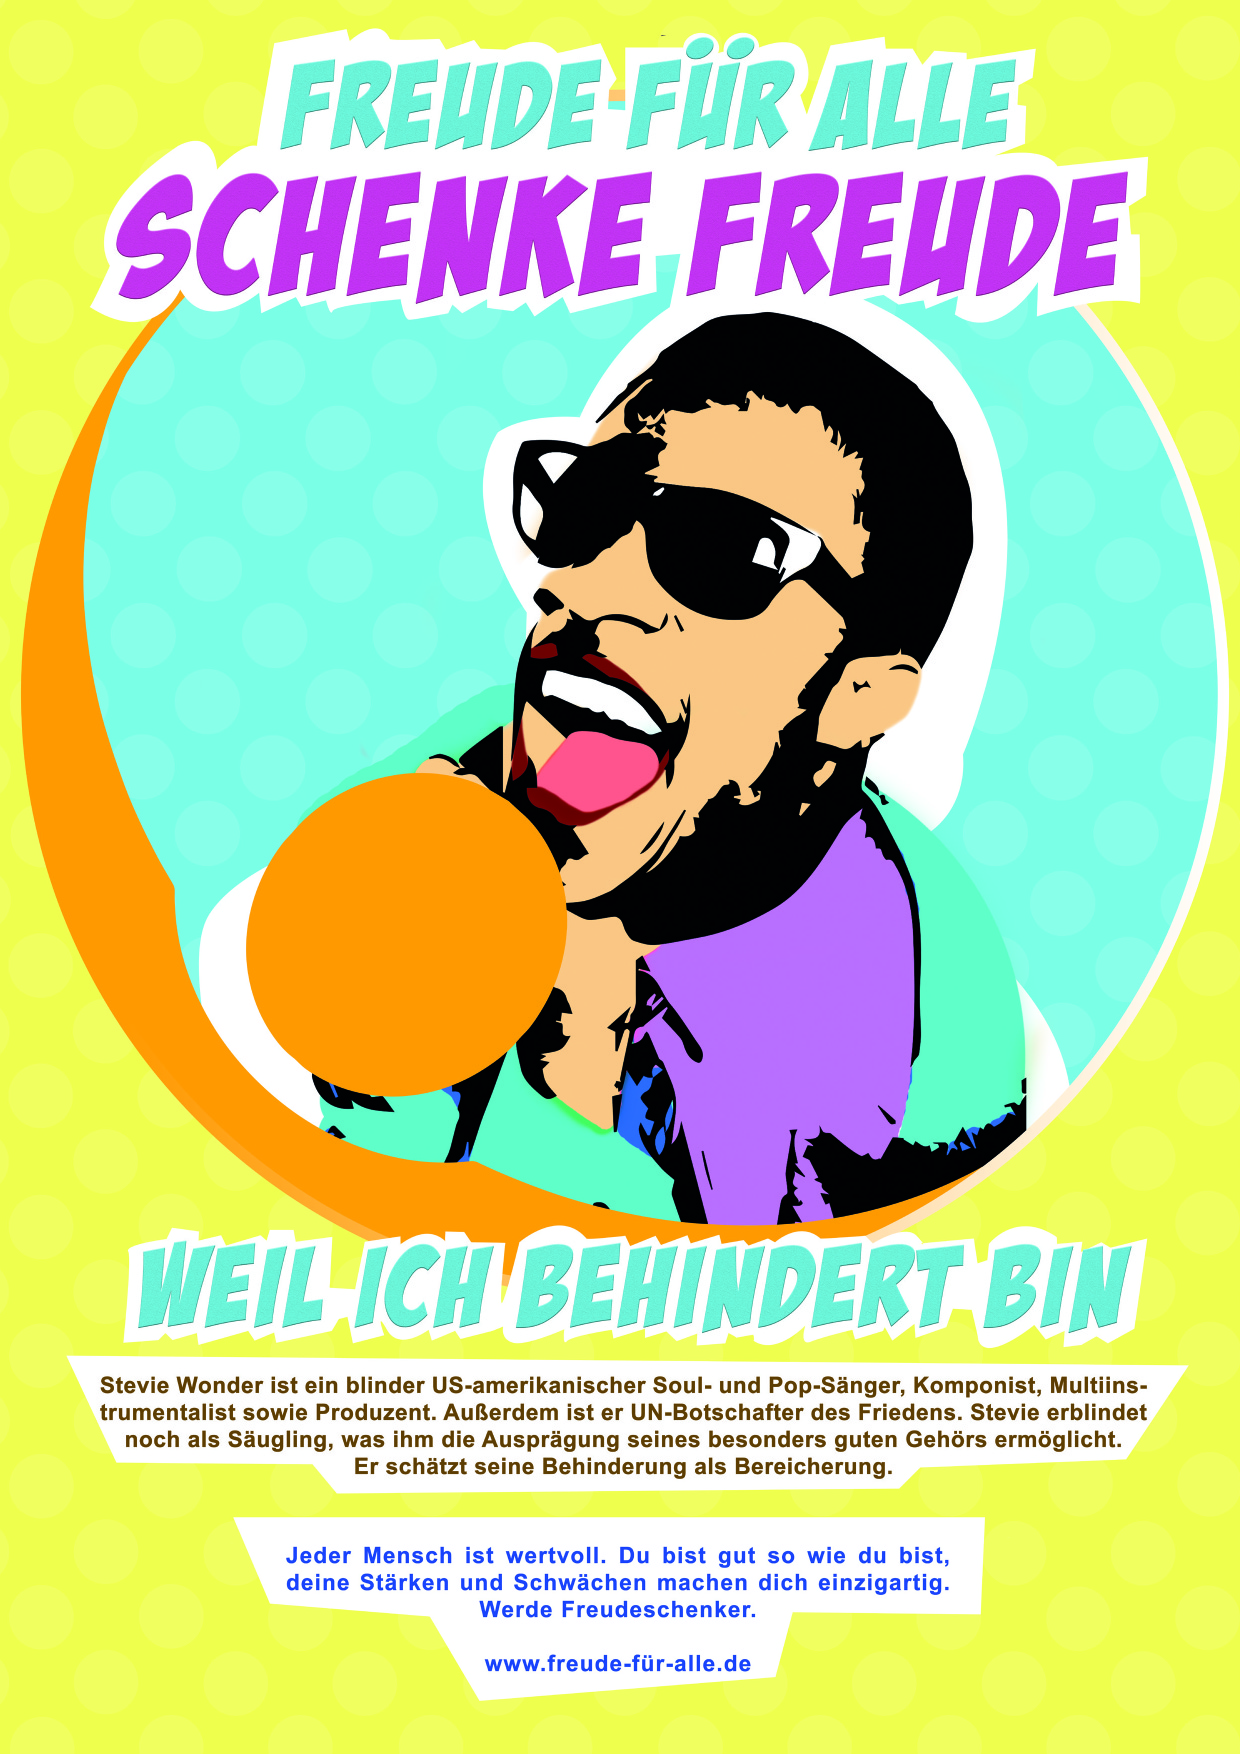 FREUDE FÜR ALLE
SCHENKE FREUDE
WEIL ICH BEHINDERT BIN
Stevie Wonder ist ein blinder US-amerikanischer Soul- und Pop-Sänger, Komponist, Multiins-
trumentalist sowie Produzent. Außerdem ist er UN-Botschafter des Friedens. Stevie erblindet
noch als Säugling, was ihm die Ausprägung seines besonders guten Gehörs ermöglicht.
Er schätzt seine Behinderung als Bereicherung.
Jeder Mensch ist wertvoll. Du bist gut so wie du bist,
deine Stärken und Schwächen machen dich einzigartig.
Werde Freudeschenker.
www.freude-für-alle.de